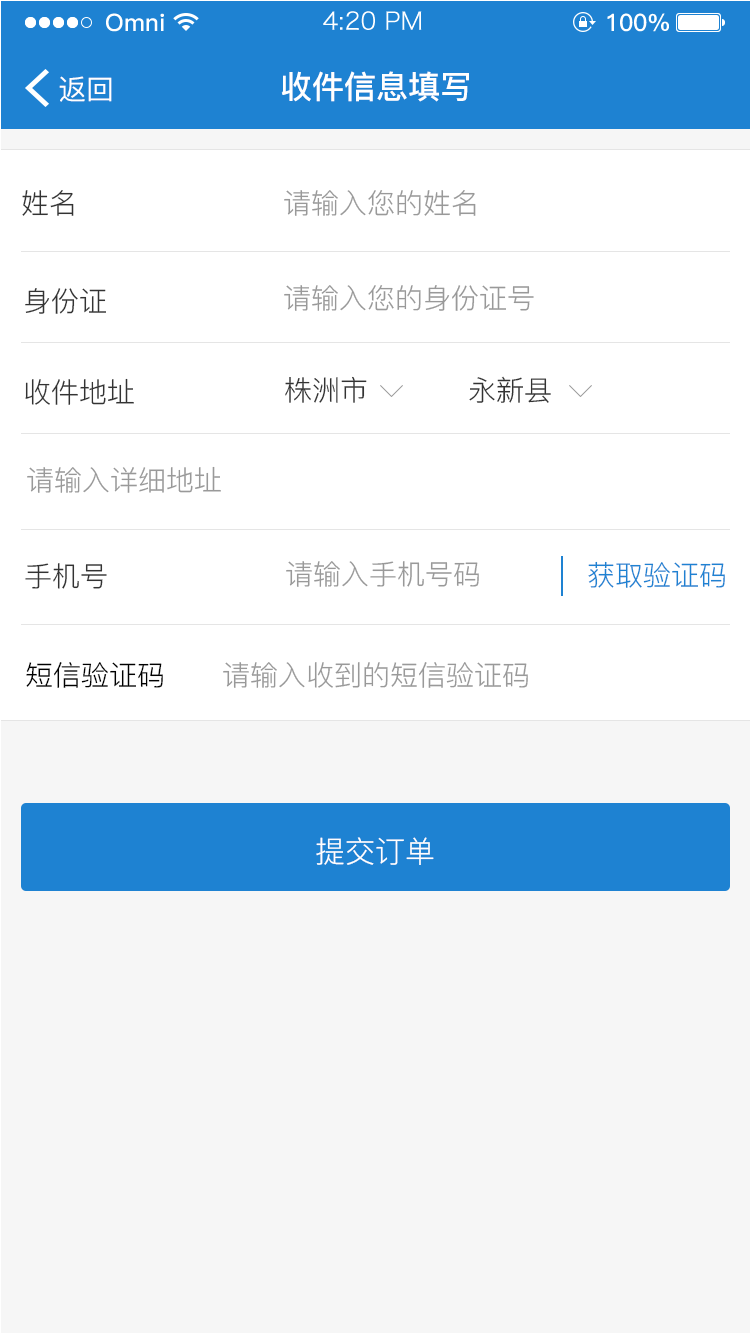 Omni 4:20 PM 100%
返回 收件信息填写
姓名 请输入您的姓名
身份证 请输入您的身份证号
收件地址 株洲市 永新县
请输入详细地址
手机号 请输入手机号码 获取验证码
短信验证码 请输入收到的短信验证码
提交订单